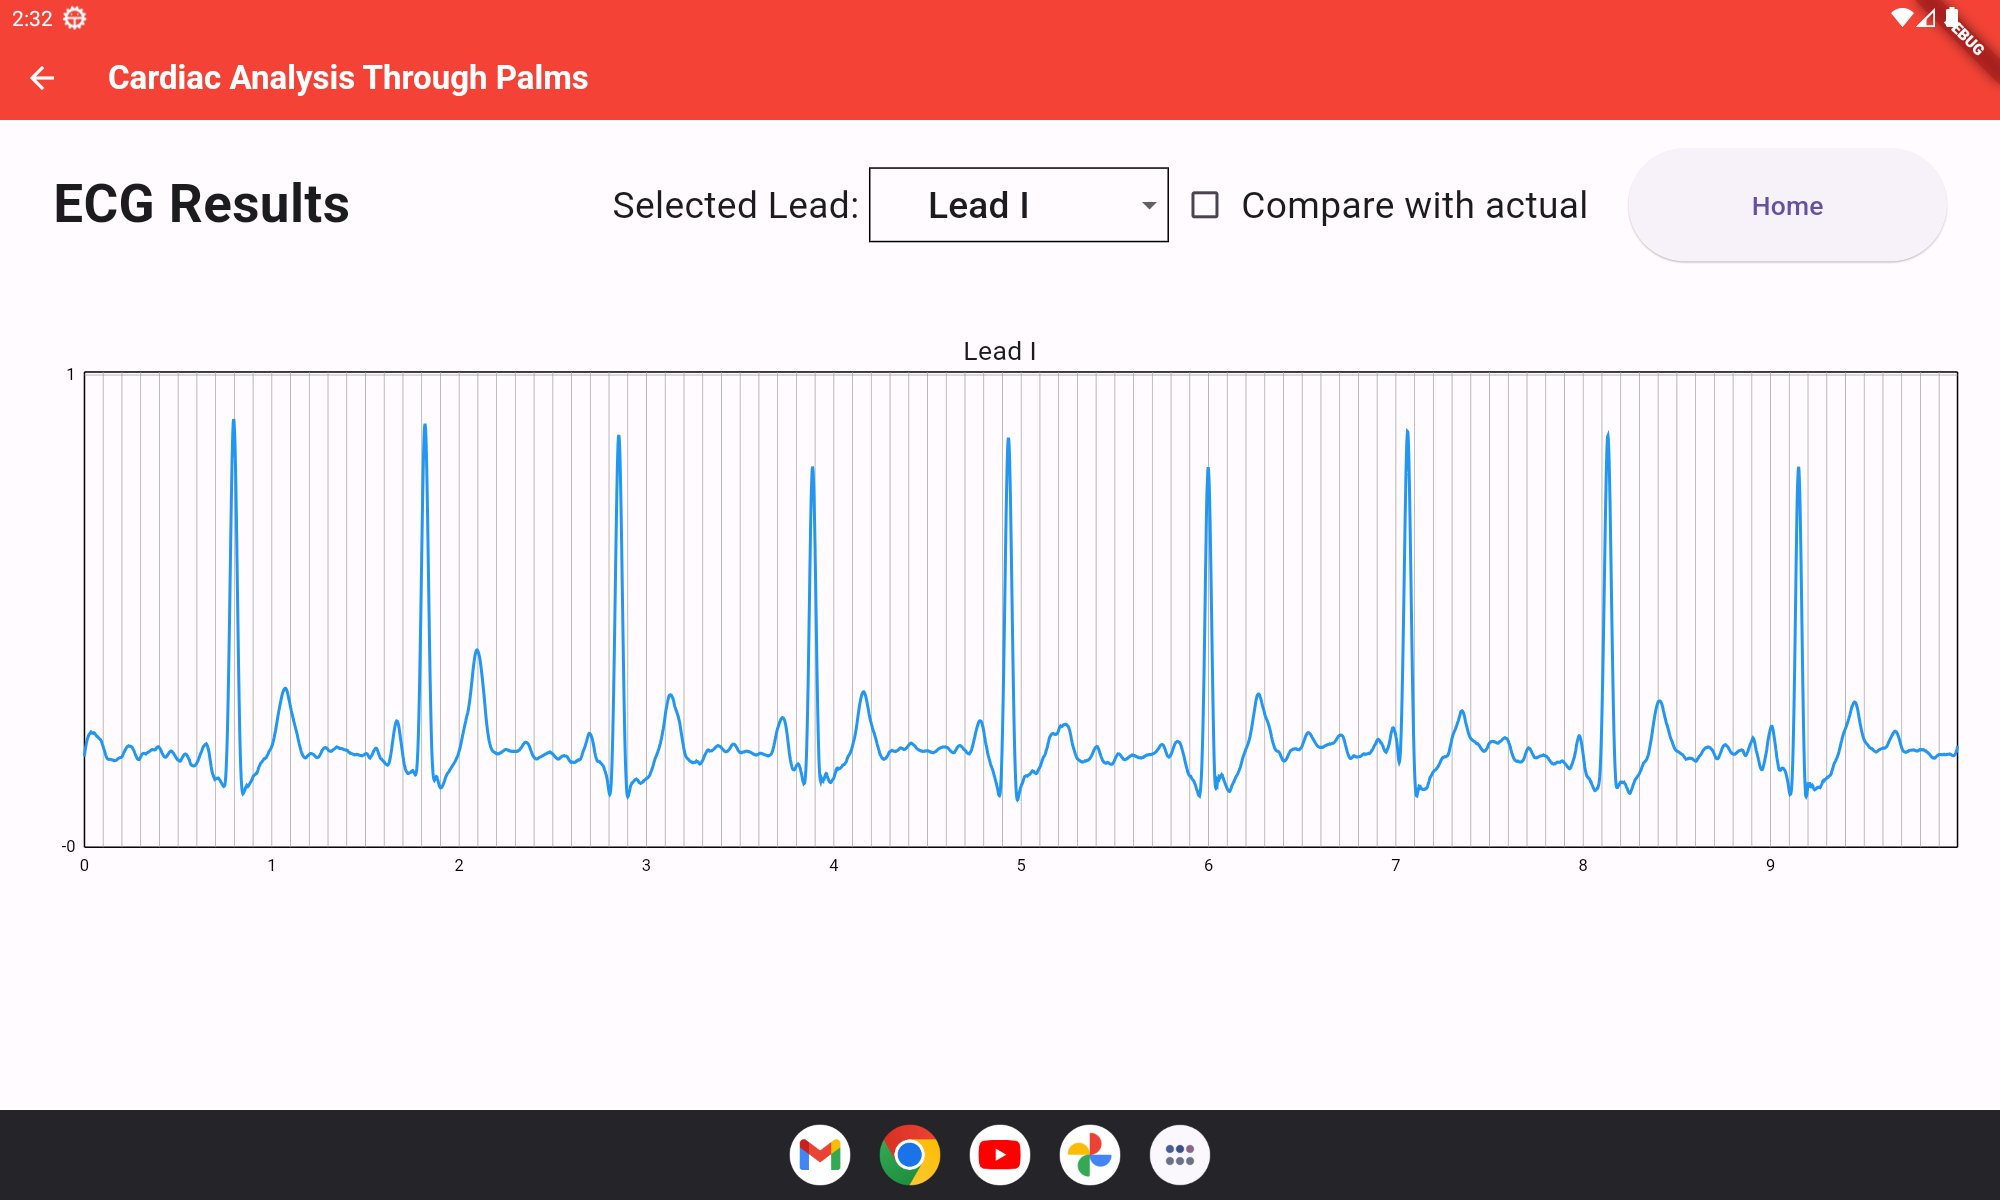 2:32
EBUG
Cardiac Analysis Through Palms
ECG Results
Selected Lead: Lead I Compare with actual Home
Lead I
1
-0
0 1 2 3 4 5 6 7 8 9